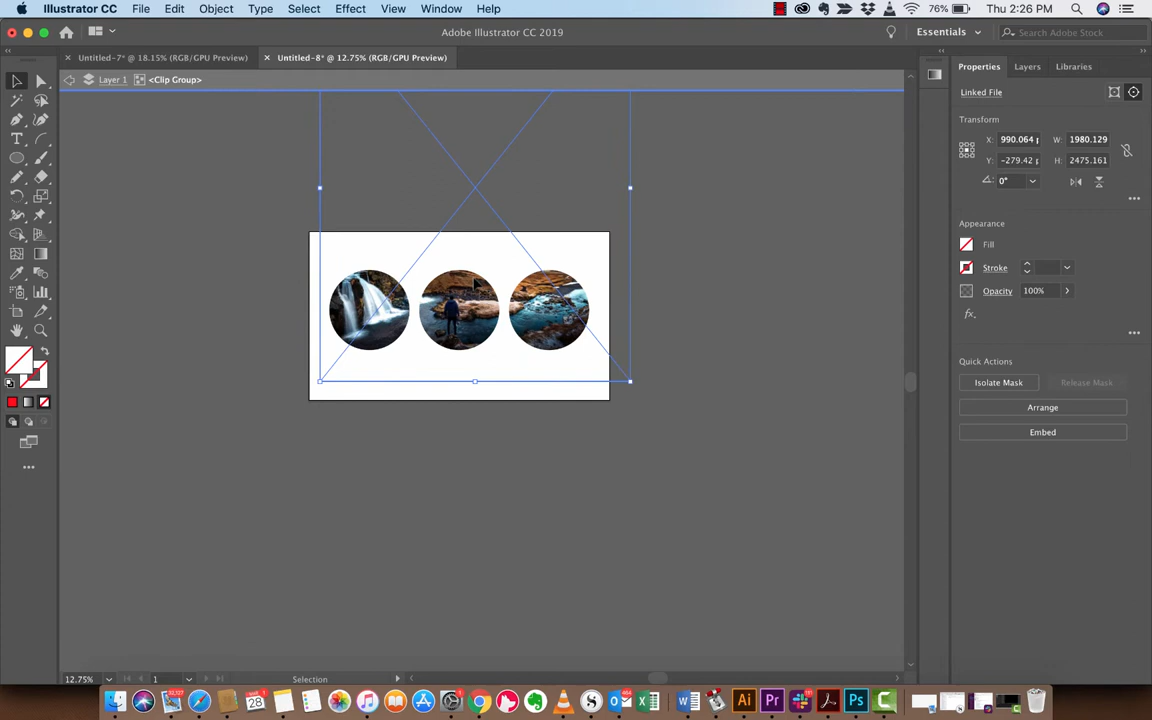 Illustrator CC File Edit Object Type Select Effect View Window Help
76% Thu 2:26 PM
Adobe Illustrator CC 2019
Essentials
Search Adobe Stock
Untitled-7* @ 18.15% (RGB/GPU Preview)
Untitled-8* @ 12.75% (RGB/GPU Preview)
Layer 1 <Clip Group>
Properties Layers Libraries
Linked File
Transform
X: 990.064 p W: 1980.129
Y: -279.42 p H: 2475.161
0°
Appearance
Fill
Stroke
Opacity 100%
fx.
Quick Actions
Isolate Mask Release Mask
Arrange
Embed
12.75% 1 Selection